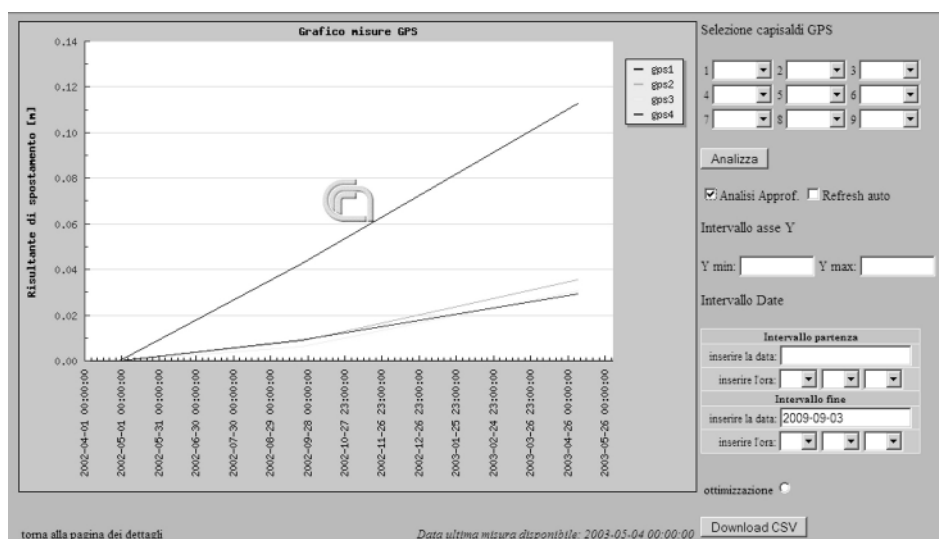 Grafico misure GPS
Risultante di spostamento [m]
0.14
0.12
0.10
0.08
0.06
0.04
0.02
0.00
2002-04-01 00:00:00
2002-05-01 00:00:00
2002-05-31 00:00:00
2002-06-30 00:00:00
2002-07-30 00:00:00
2002-08-29 00:00:00
2002-09-28 00:00:00
2002-10-27 23:00:00
2002-11-26 23:00:00
2002-12-26 23:00:00
2003-01-25 23:00:00
2003-02-24 23:00:00
2003-03-26 23:00:00
2003-04-26 00:00:00
2003-05-26 00:00:00
gps1
gps2
gps3
gps4
torna alla pagina dei dettagli
Data ultima misura disponibile: 2003-05-04 00:00:00
Selezione capisaldi GPS
1 2 3
4 5 6
7 8 9
Analizza
Analisi Approf. Refresh auto
Intervallo asse Y
Y min: Y max:
Intervallo Date
Intervallo partenza
inserire la data:
inserire l'ora:
Intervallo fine
inserire la data: 2009-09-03
inserire l'ora:
ottimizzazione
Download CSV